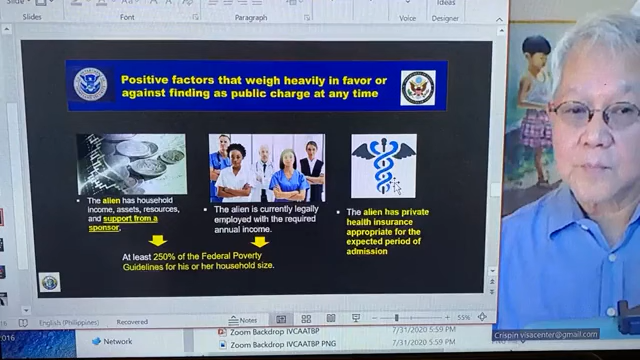 Slide
Slides
Font
Paragraph
Voice
Designer
Positive factors that weigh heavily in favor or
against finding as public charge at any time
• The alien has household
income, assets, resources,
and support from a
sponsor,
• The alien is currently legally
employed with the required
annual income.
• The alien has private
health insurance
appropriate for the
expected period of
admission
At least 250% of the Federal Poverty
Guidelines for his or her household size.
English (Philippines)
Recovered
Notes
55%
Crispin visacenter@gmail.com
2016
Network
Zoom Backdrop IVCAATBP
7/31/2020 5:59 PM
Zoom Backdrop IVCAATBP PNG
7/31/2020 5:59 PM